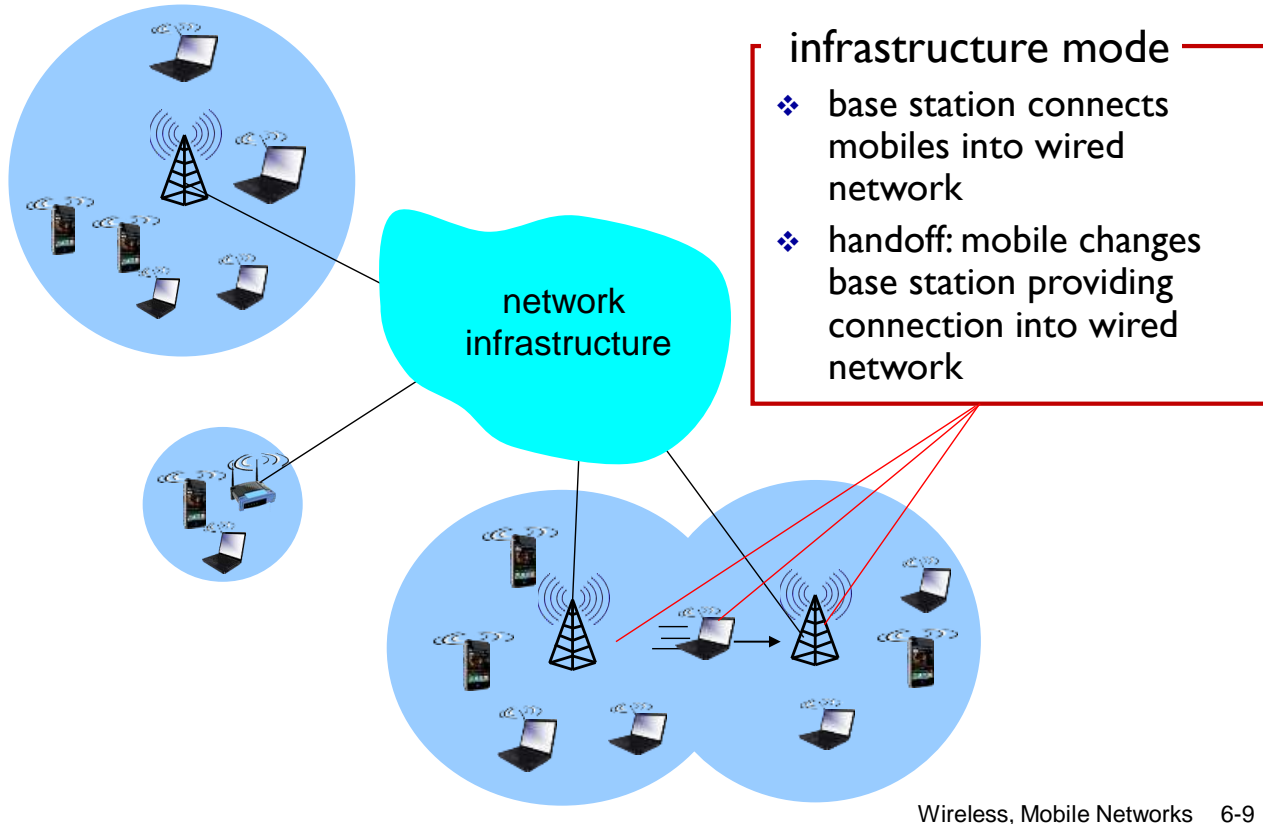 infrastructure mode
❖ base station connects
mobiles into wired
network
❖ handoff: mobile changes
base station providing
connection into wired
network
network
infrastructure
Wireless, Mobile Networks 6-9